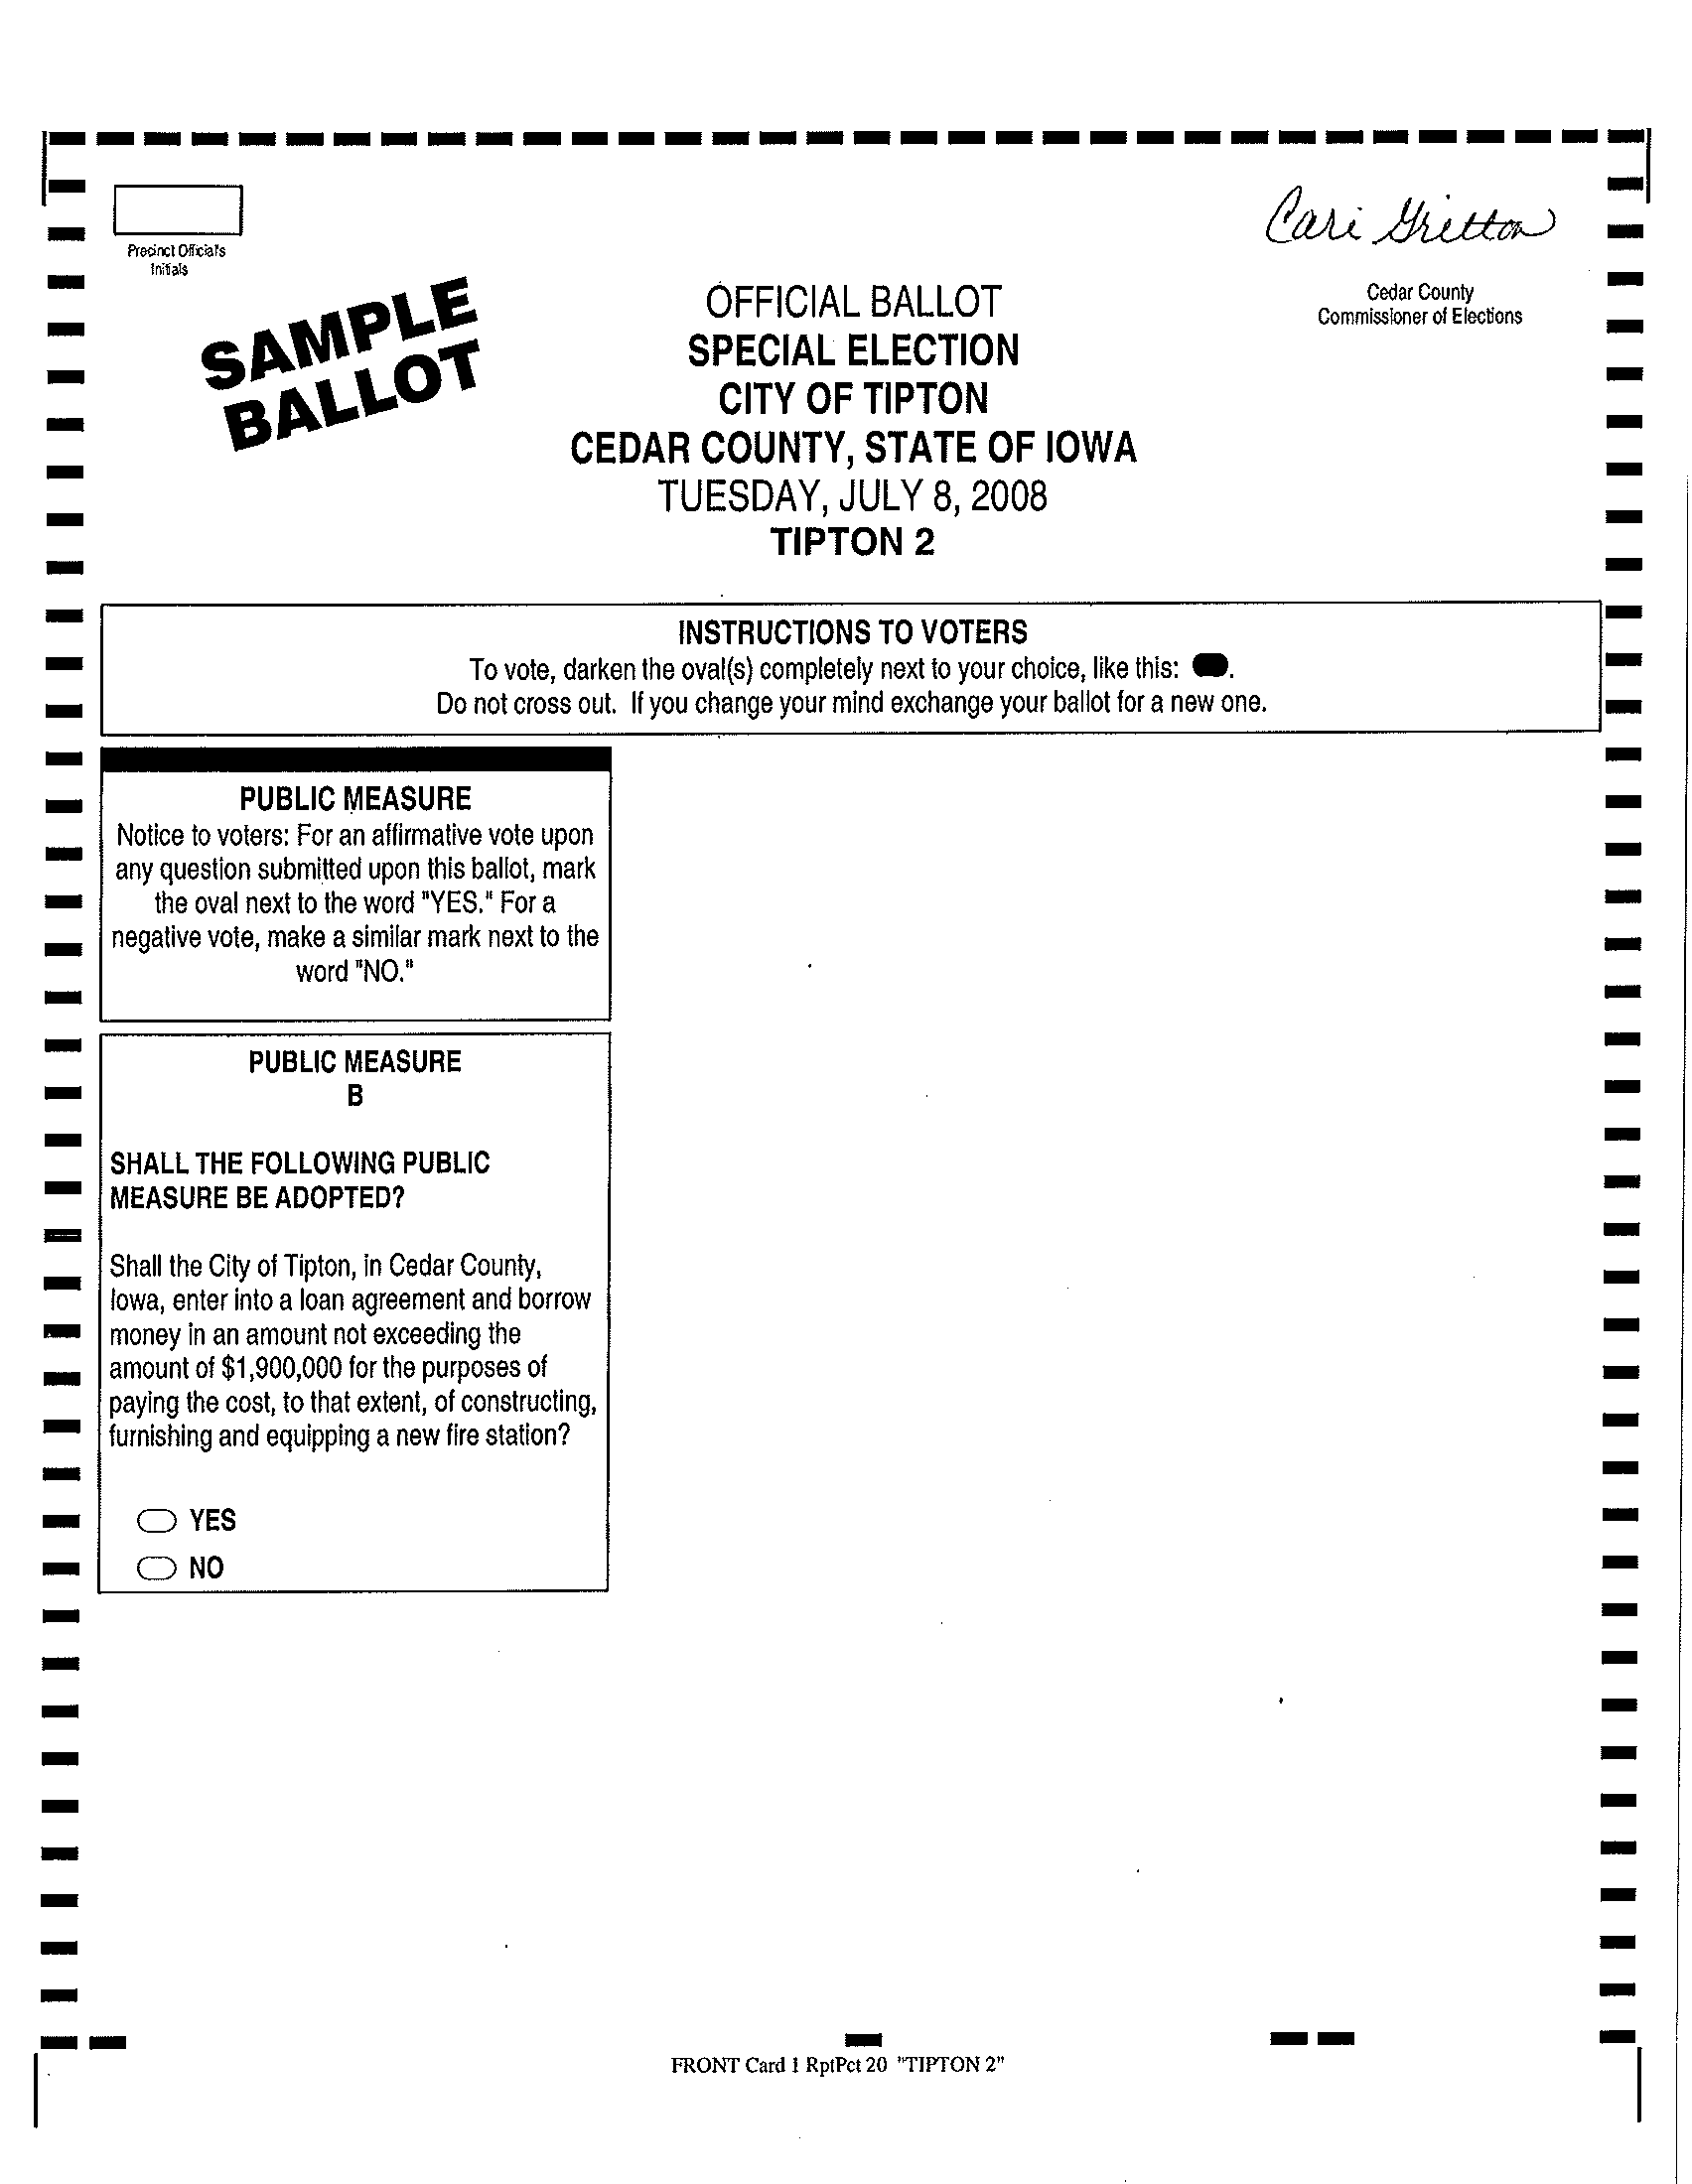 Cari Gritton
Precinct Official's
Initials
Cedar County
Commissioner of Elections
SAMPLE
BALLOT
OFFICIAL BALLOT
SPECIAL ELECTION
CITY OF TIPTON
CEDAR COUNTY, STATE OF IOWA
TUESDAY, JULY 8, 2008
TIPTON 2
INSTRUCTIONS TO VOTERS
To vote, darken the oval(s) completely next to your choice, like this: .
Do not cross out. If you change your mind exchange your ballot for a new one.
PUBLIC MEASURE
Notice to voters: For an affirmative vote upon
any question submitted upon this ballot, mark
the oval next to the word "YES." For a
negative vote, make a similar mark next to the
word "NO."
PUBLIC MEASURE
B
SHALL THE FOLLOWING PUBLIC
MEASURE BE ADOPTED?
Shall the City of Tipton, in Cedar County,
Iowa, enter into a loan agreement and borrow
money in an amount not exceeding the
amount of $1,900,000 for the purposes of
paying the cost, to that extent, of constructing,
furnishing and equipping a new fire station?
YES
NO
FRONT Card 1 RptPct 20 "TIPTON 2"